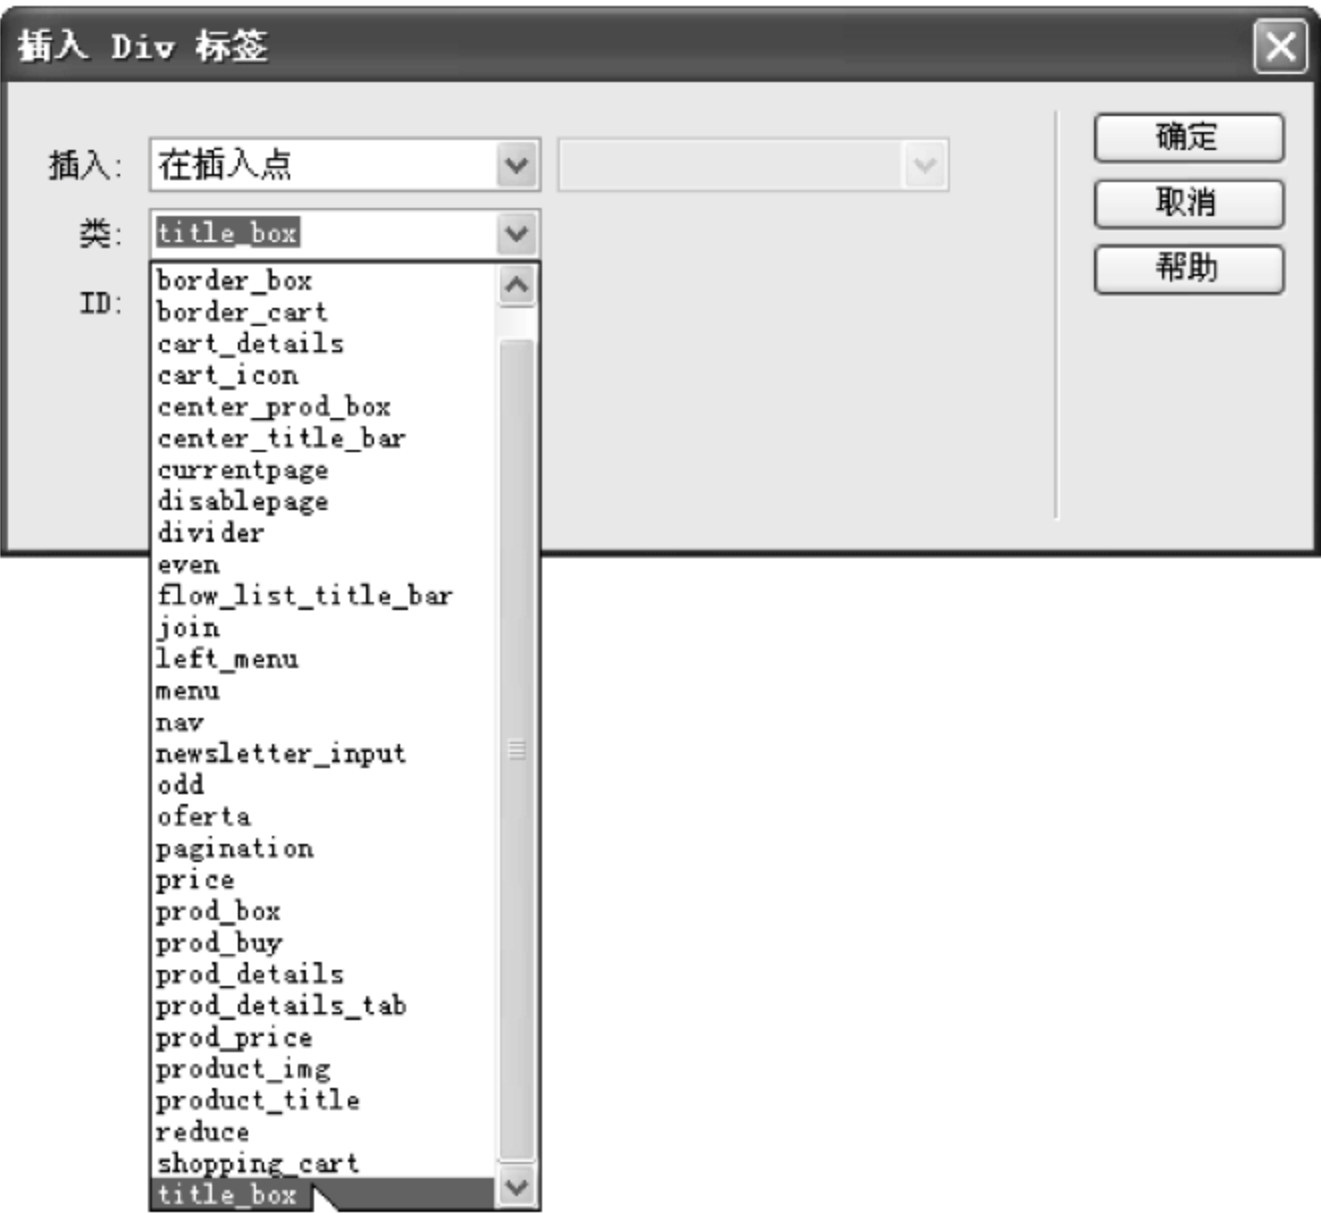 插入 Div 标签
插入: 在插入点
确定
类: title_box
取消
ID:
帮助
border_box
border_cart
cart_details
cart_icon
center_prod_box
center_title_bar
currentpage
disablepage
divider
even
flow_list_title_bar
join
left_menu
menu
nav
newsletter_input
odd
oferta
pagination
price
prod_box
prod_buy
prod_details
prod_details_tab
prod_price
product_img
product_title
reduce
shopping_cart
title_box